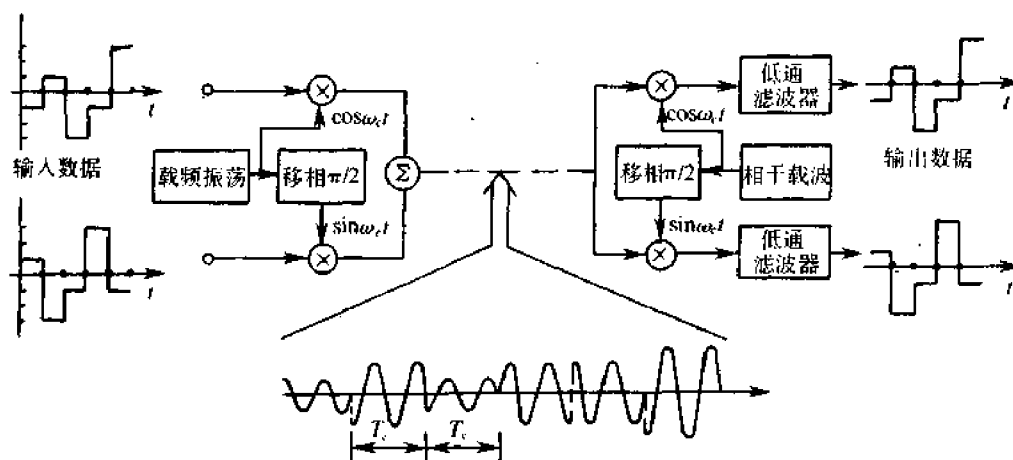 t
输入数据
t
cosωct
载频振荡
移相π/2
Σ
sinωct
低通
滤波器
cosωct
移相π/2
相干载波
sinωct
低通
滤波器
t
输出数据
t
Ts
Ts